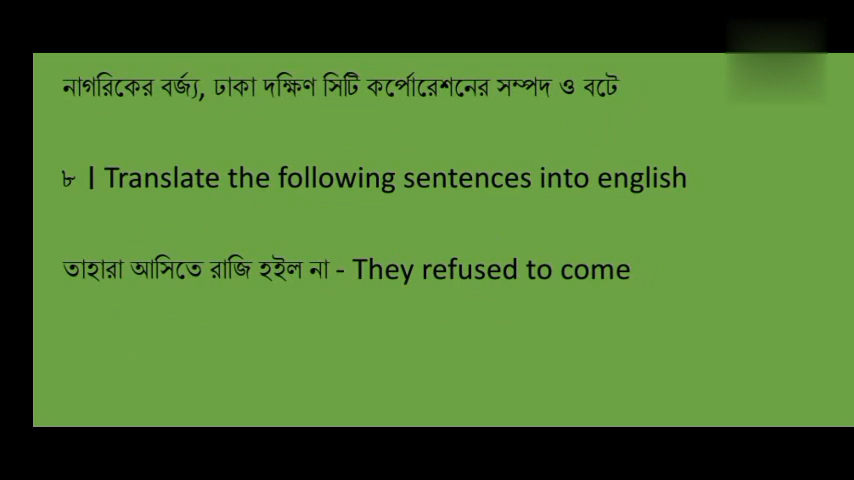 নাগরিকের বর্জ্য, ঢাকা দক্ষিণ সিটি কর্পোরেশনের সম্পদ ও বটে
৮ । Translate the following sentences into english
তাহারা আসিতে রাজি হইল না - They refused to come